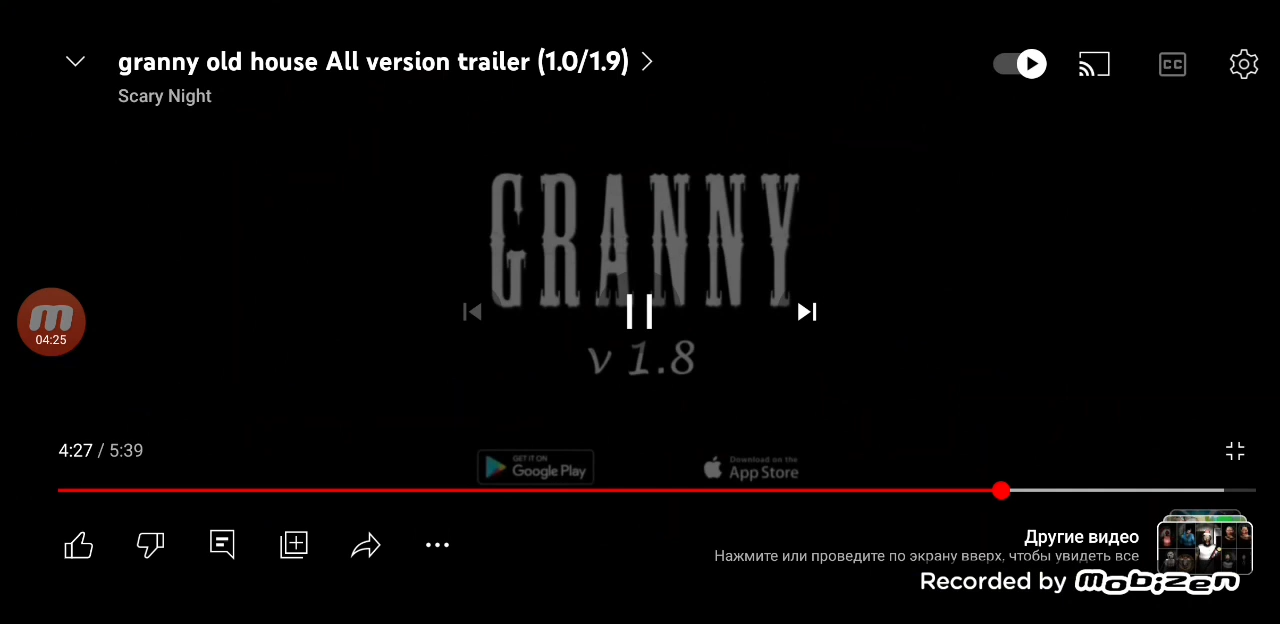 granny old house All version trailer (1.0/1.9)
Scary Night
CC
GRANNY
v 1.8
04:25
4:27 / 5:39
GET IT ON
Google Play
Download on the
App Store
Другие видео
Нажмите или проведите по экрану вверх, чтобы увидеть все
Recorded by mobizen